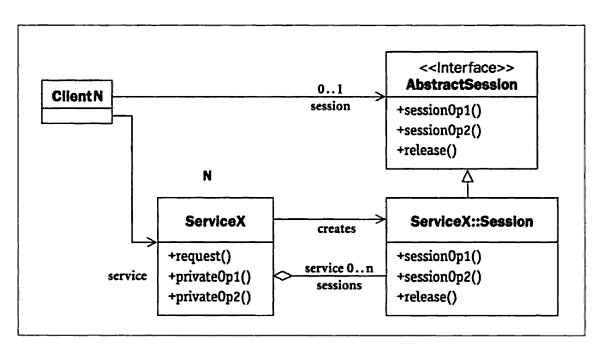 <<Interface>>
AbstractSession
+sessionOp1()
+sessionOp2()
+release()
ClientN
0..1
session
N
ServiceX
+request()
+privateOp1()
+privateOp2()
service
creates
service 0..n
sessions
ServiceX::Session
+sessionOp1()
+sessionOp2()
+release()